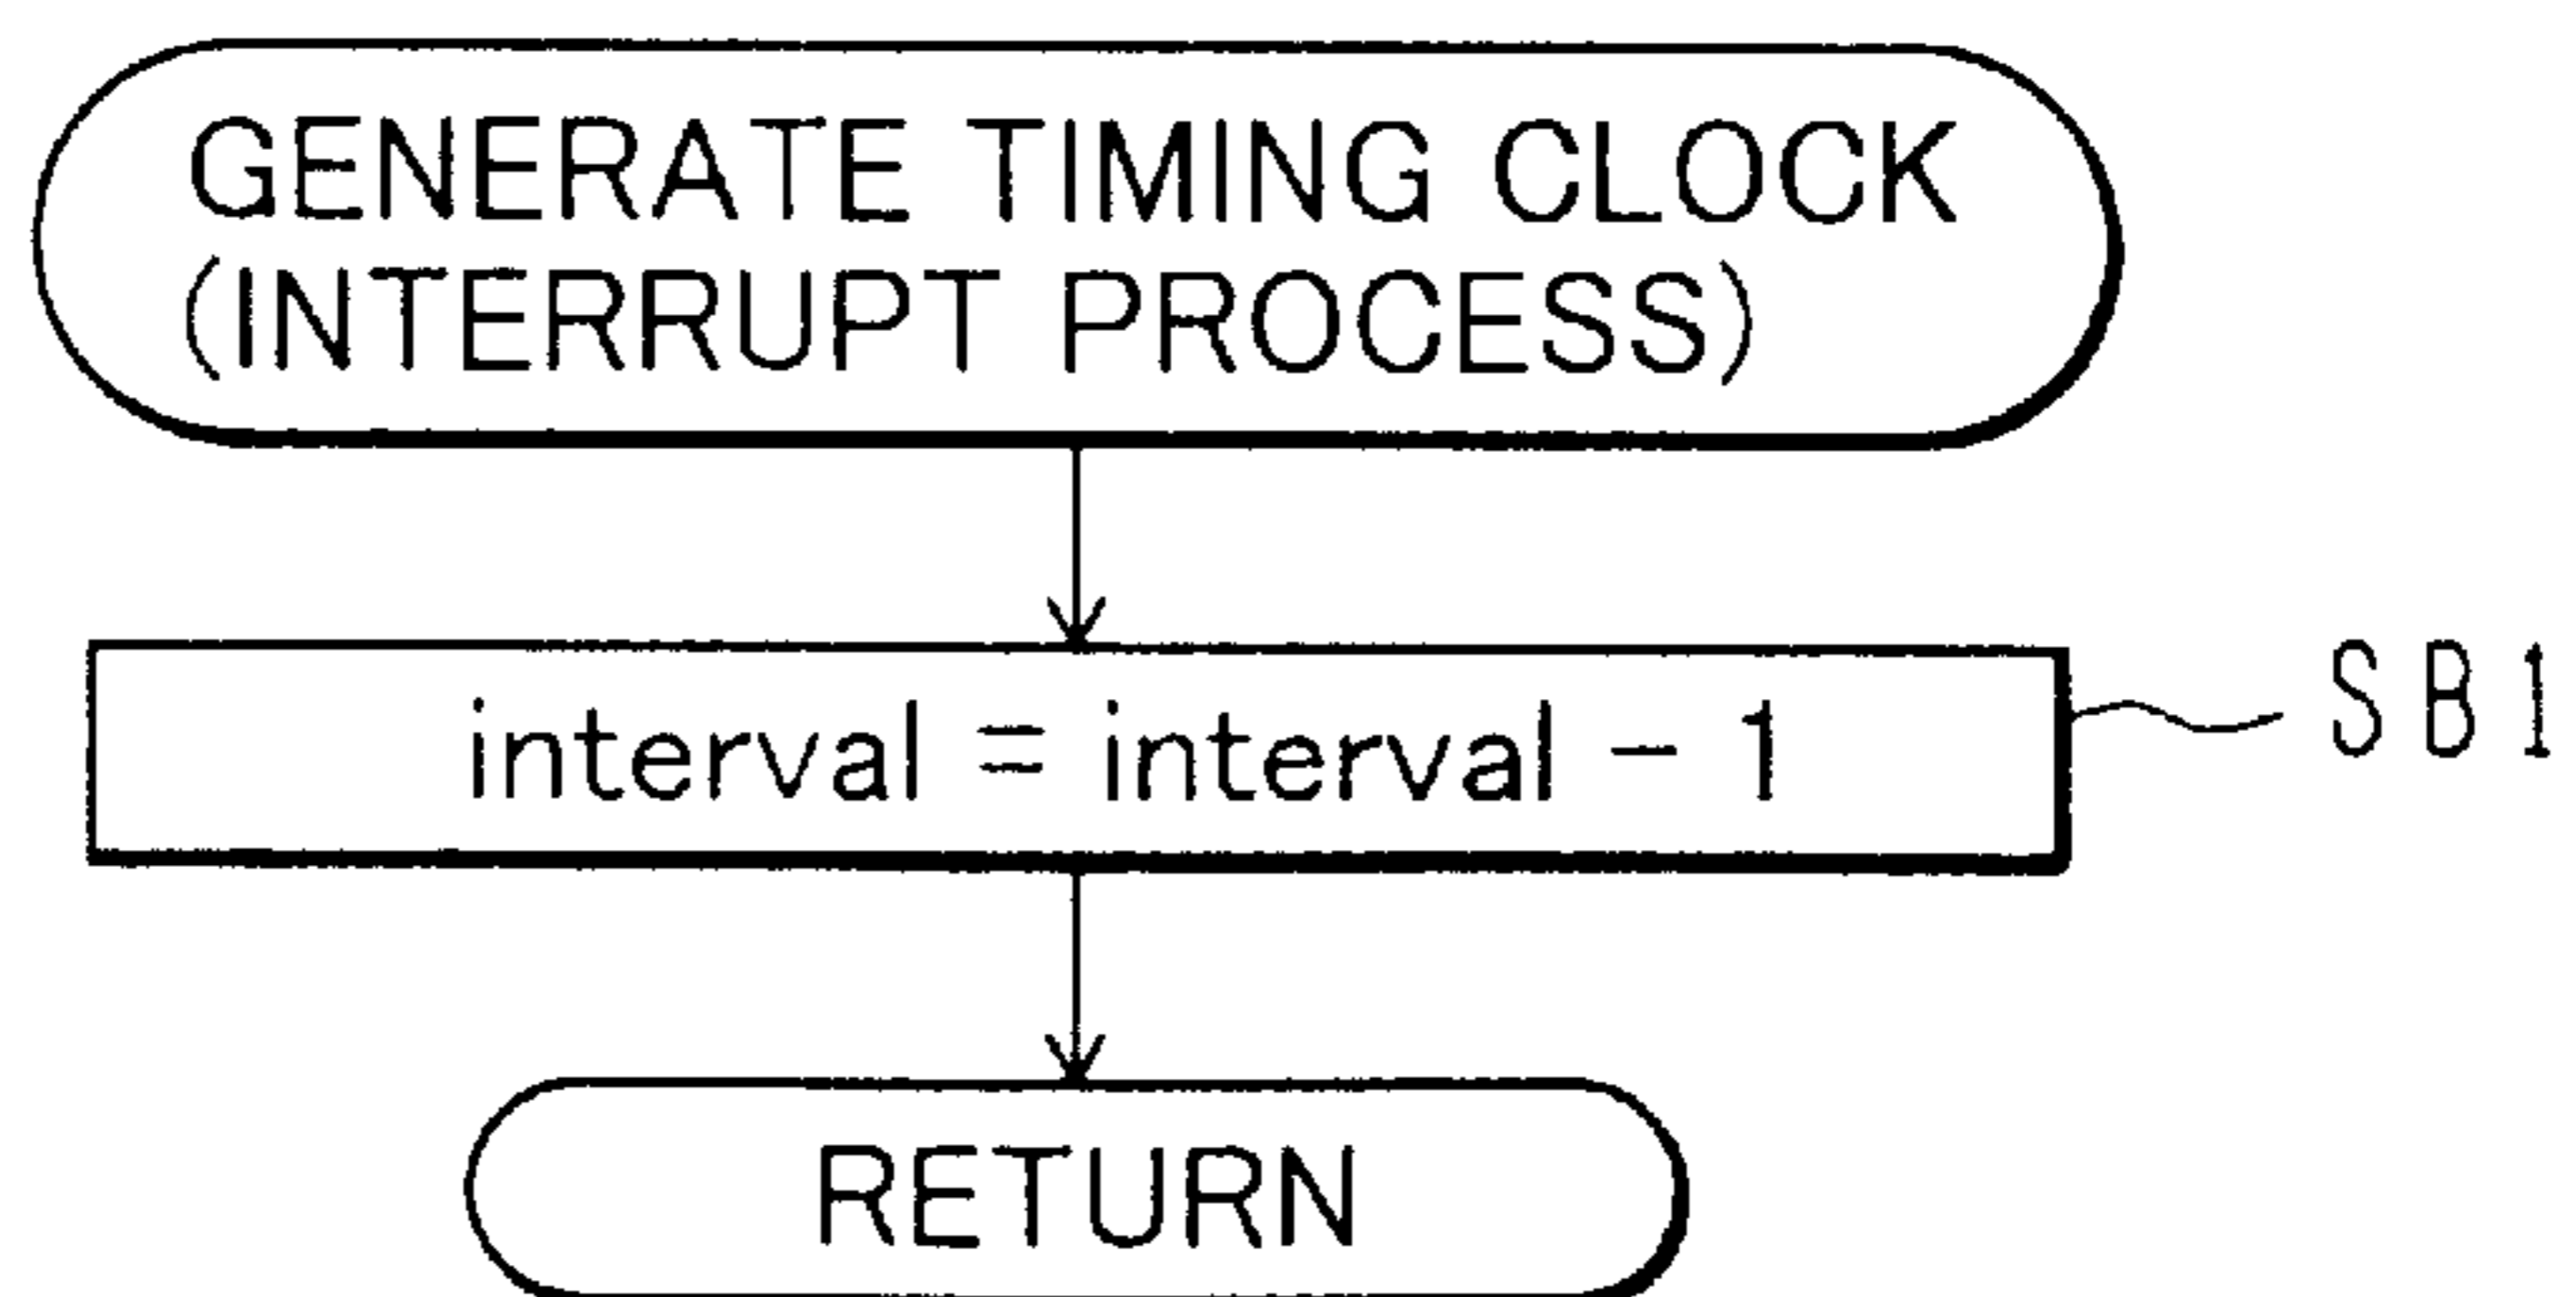 GENERATE TIMING CLOCK
(INTERRUPT PROCESS)
interval = interval - 1
SB1
RETURN